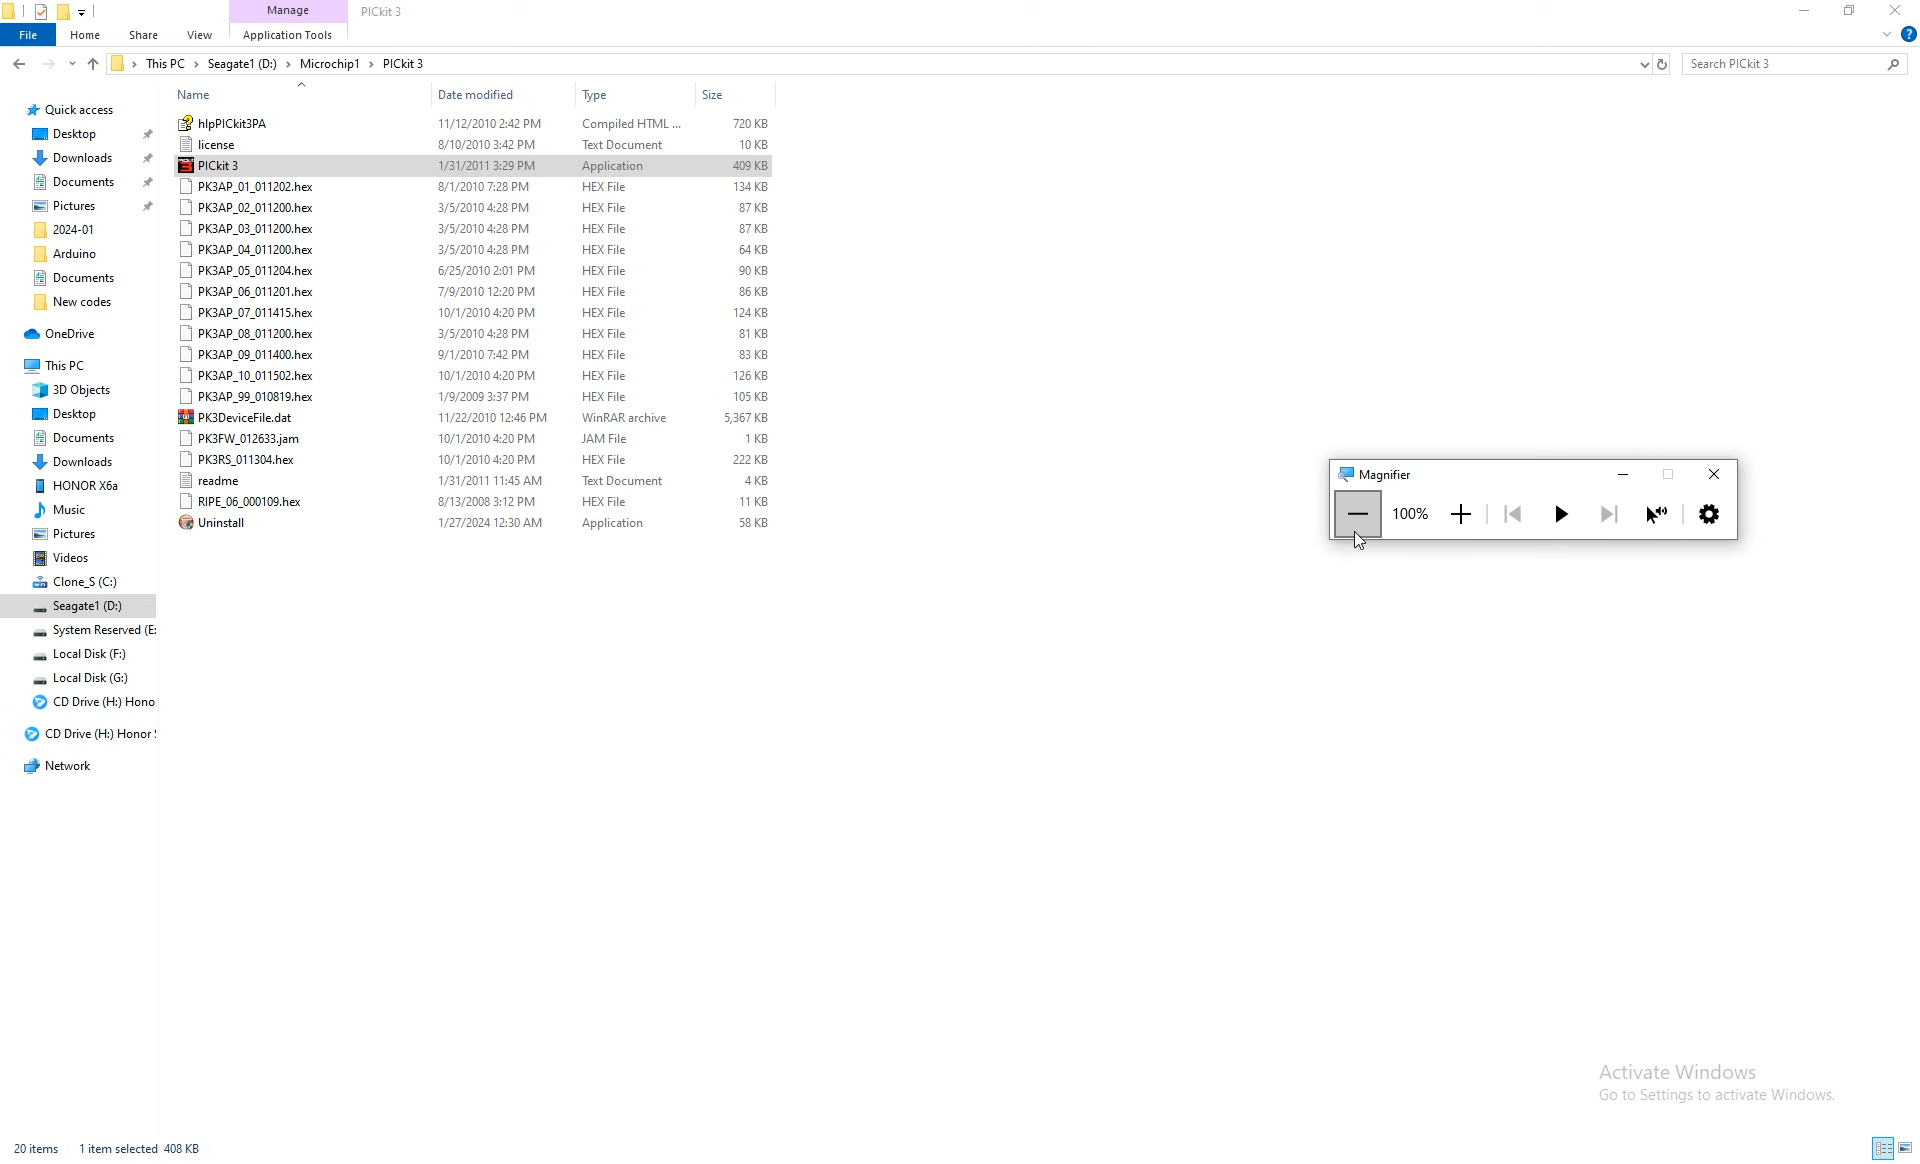 Manage PICkit 3
File Home Share View Application Tools
This PC > Seagate1 (D:) > Microchip1 > PICkit 3 Search PICkit 3
Name Date modified Type Size
Quick access
Desktop
Downloads
Documents
Pictures
2024-01
Arduino
Documents
New codes
OneDrive
This PC
3D Objects
Desktop
Documents
Downloads
HONOR X6a
Music
Pictures
Videos
Clone_S (C:)
Seagate1 (D:)
System Reserved (E:
Local Disk (F:)
Local Disk (G:)
CD Drive (H:) Hono
CD Drive (H:) Honor
Network
hlpPICkit3PA 11/12/2010 2:42 PM Compiled HTML ... 720 KB
license 8/10/2010 3:42 PM Text Document 10 KB
PICkit 3 1/31/2011 3:29 PM Application 409 KB
PK3AP_01_011202.hex 8/1/2010 7:28 PM HEX File 134 KB
PK3AP_02_011200.hex 3/5/2010 4:28 PM HEX File 87 KB
PK3AP_03_011200.hex 3/5/2010 4:28 PM HEX File 87 KB
PK3AP_04_011200.hex 3/5/2010 4:28 PM HEX File 64 KB
PK3AP_05_011204.hex 6/25/2010 2:01 PM HEX File 90 KB
PK3AP_06_011201.hex 7/9/2010 12:20 PM HEX File 86 KB
PK3AP_07_011415.hex 10/1/2010 4:20 PM HEX File 124 KB
PK3AP_08_011200.hex 3/5/2010 4:28 PM HEX File 81 KB
PK3AP_09_011400.hex 9/1/2010 7:42 PM HEX File 83 KB
PK3AP_10_011502.hex 10/1/2010 4:20 PM HEX File 126 KB
PK3AP_99_010819.hex 1/9/2009 3:37 PM HEX File 105 KB
PK3DeviceFile.dat 11/22/2010 12:46 PM WinRAR archive 5,367 KB
PK3FW_012633.jam 10/1/2010 4:20 PM JAM File 1 KB
PK3RS_011304.hex 10/1/2010 4:20 PM HEX File 222 KB
readme 1/31/2011 11:45 AM Text Document 4 KB
RIPE_06_000109.hex 8/13/2008 3:12 PM HEX File 11 KB
Uninstall 1/27/2024 12:30 AM Application 58 KB
Magnifier
100%
Activate Windows
Go to Settings to activate Windows.
20 items 1 item selected 408 KB